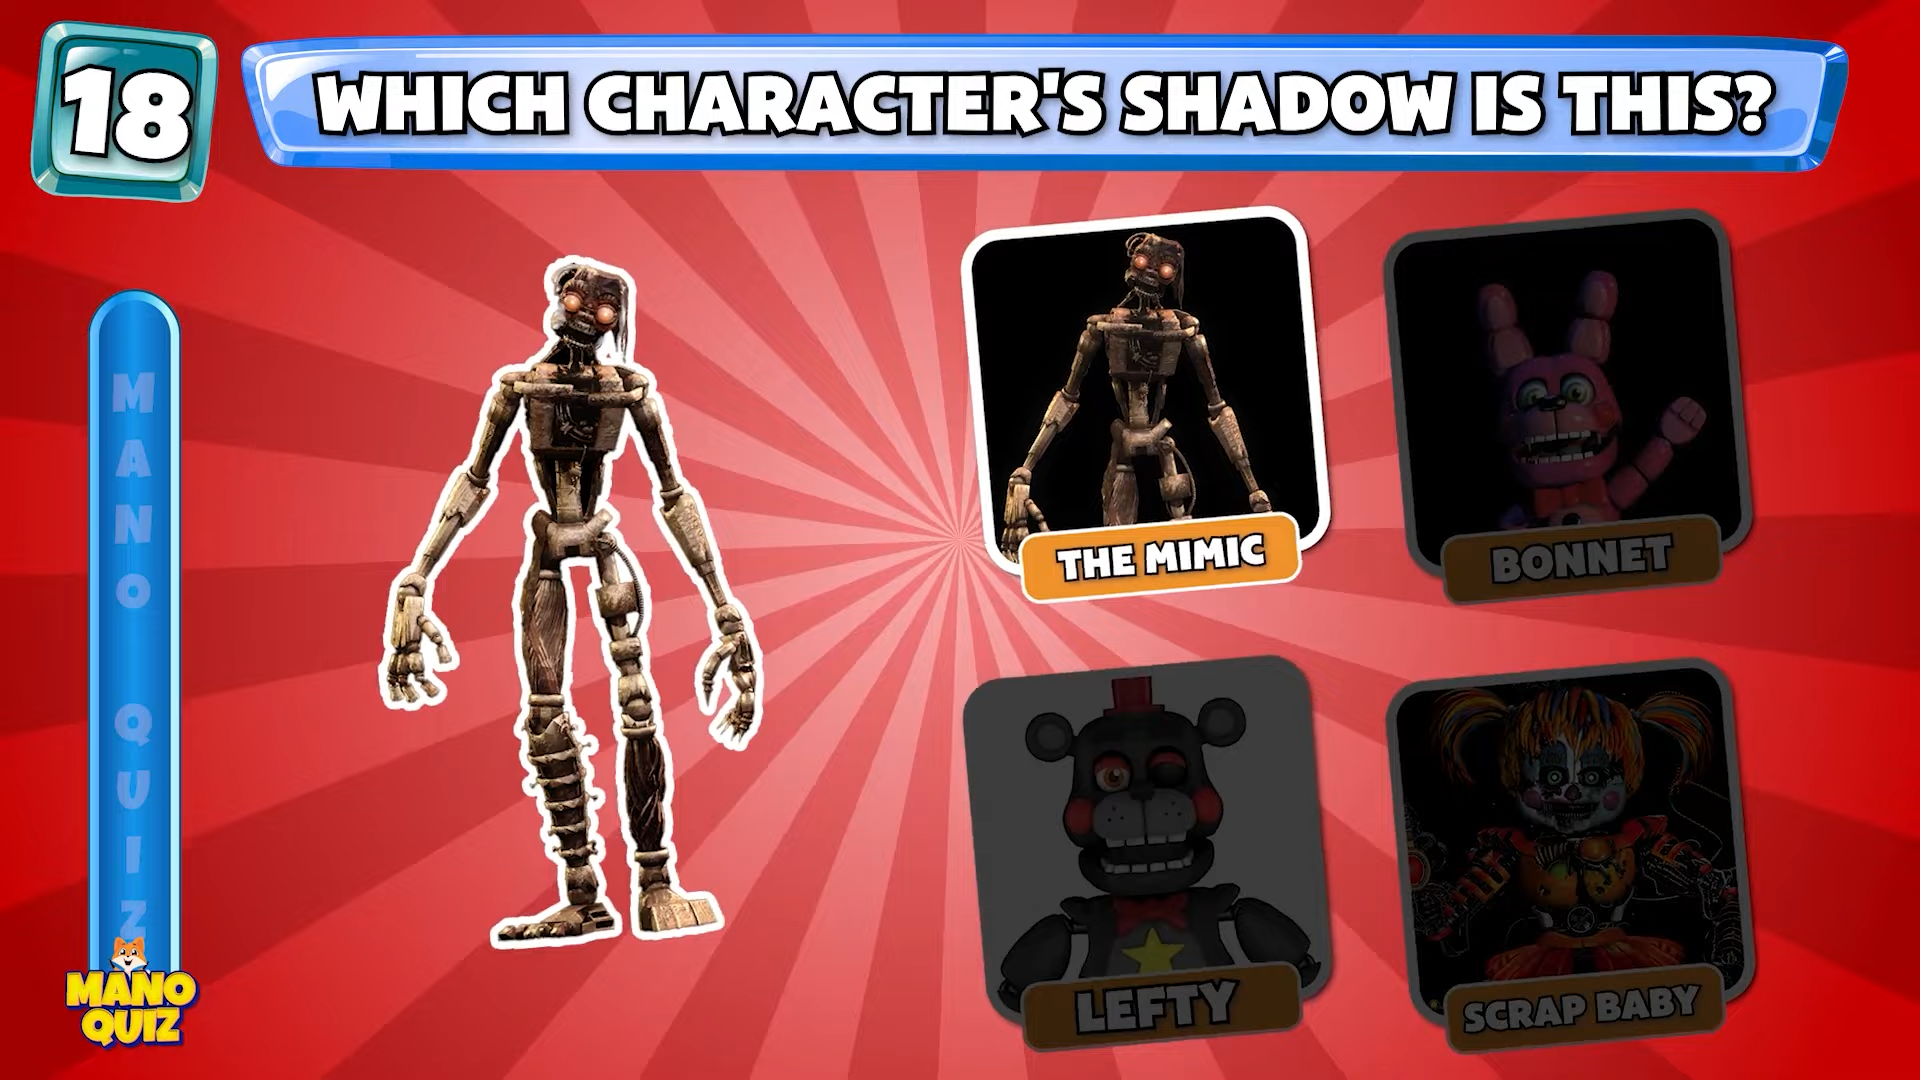 18
WHICH CHARACTER'S SHADOW IS THIS?
THE MIMIC
BONNET
LEFTY
SCRAP BABY
MANO QUIZ
MANO
QUIZ